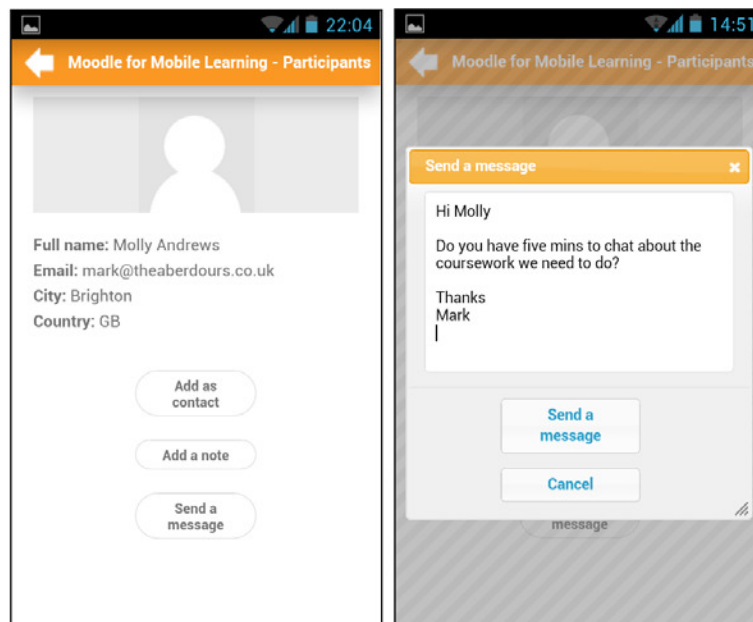 22:04
Moodle for Mobile Learning - Participants
Full name: Molly Andrews
Email: mark@theaberdours.co.uk
City: Brighton
Country: GB
Add as
contact
Add a note
Send a
message
14:51
Moodle for Mobile Learning - Participants
Send a message
Hi Molly
Do you have five mins to chat about the
coursework we need to do?
Thanks
Mark
Send a
message
Cancel
message